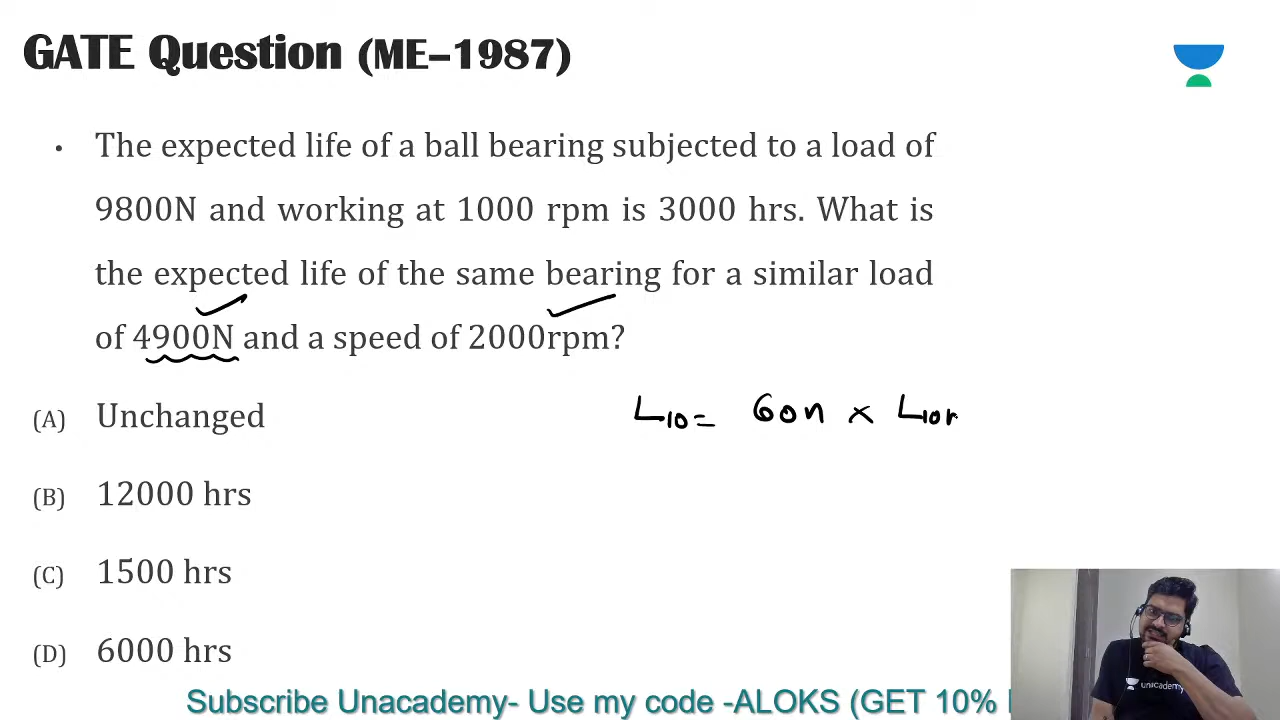 GATE Question (ME–1987)
• The expected life of a ball bearing subjected to a load of
9800N and working at 1000 rpm is 3000 hrs. What is
the expected life of the same bearing for a similar load
of 4900N and a speed of 2000rpm?
(A) Unchanged
L10 = 60n × L10h
(B) 12000 hrs
(C) 1500 hrs
(D) 6000 hrs
unacademy
Subscribe Unacademy- Use my code -ALOKS (GET 10%